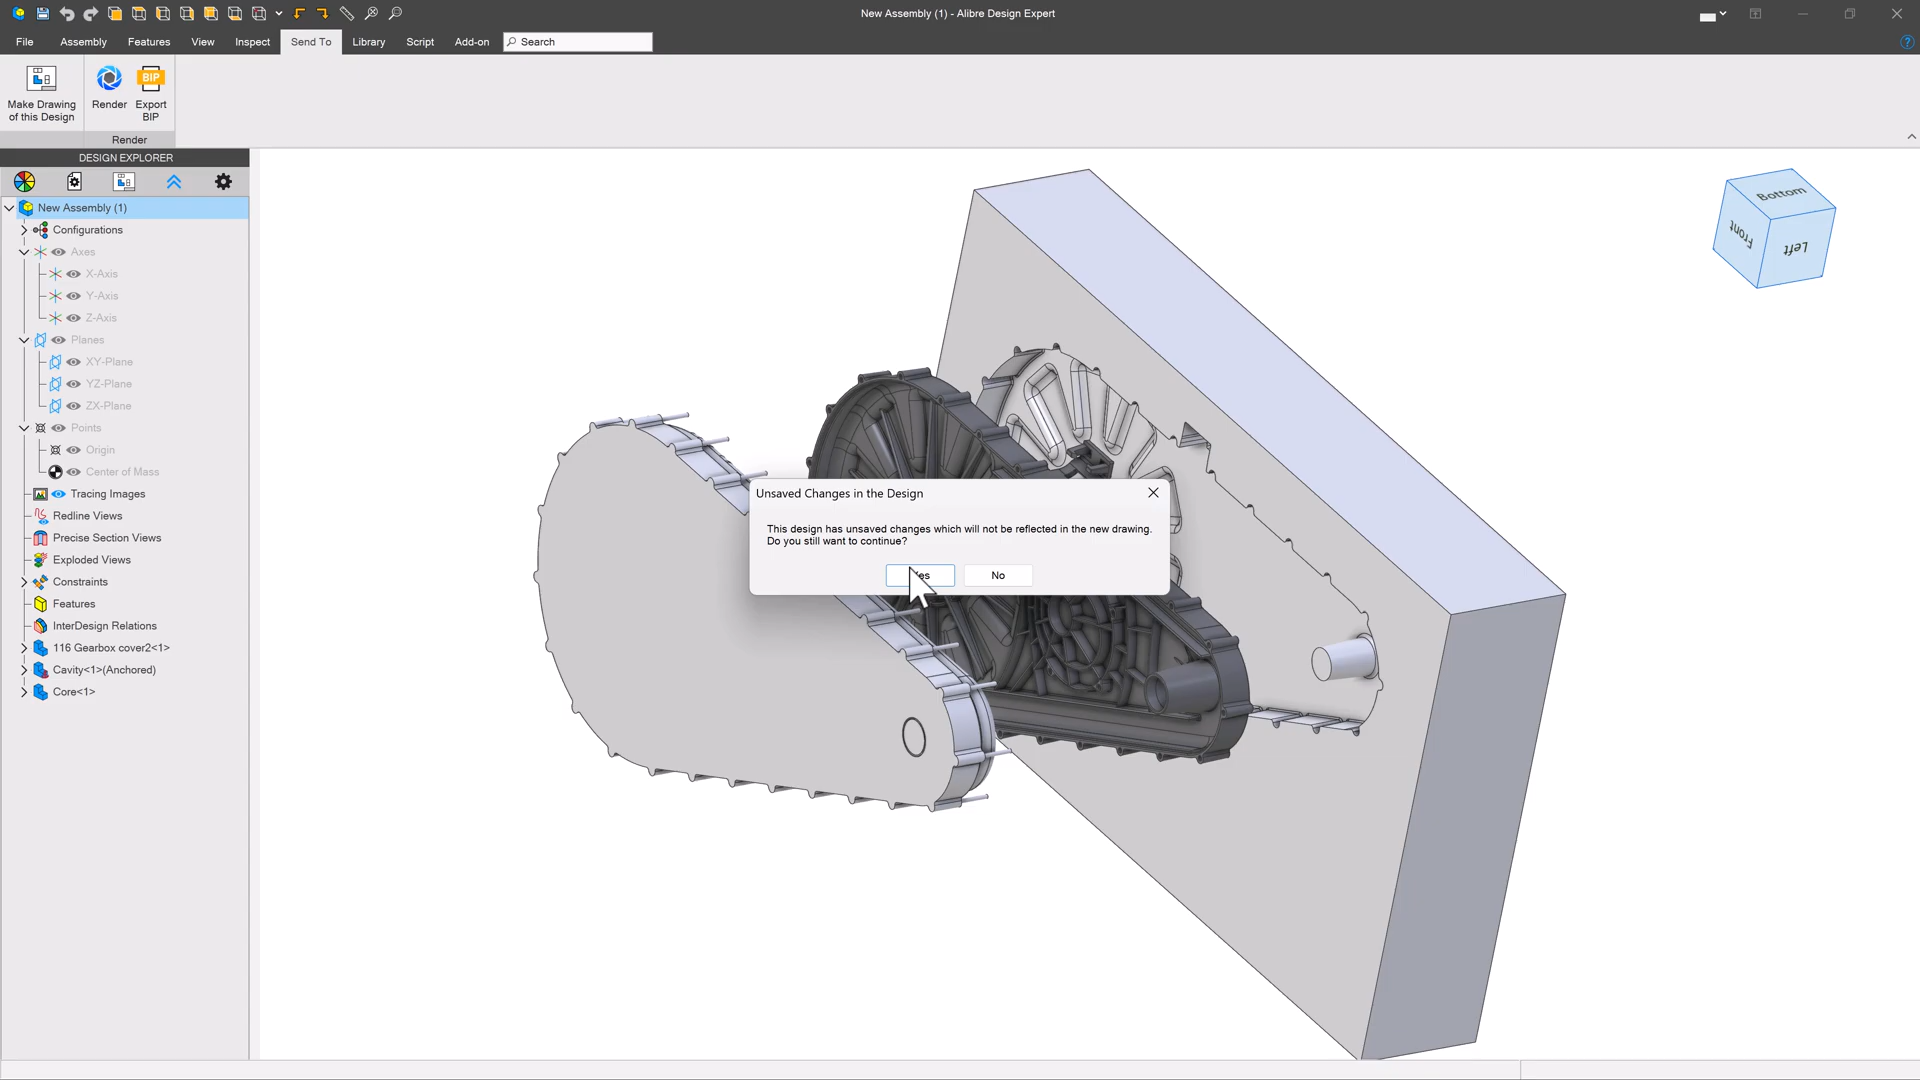 New Assembly (1) - Alibre Design Expert
File Assembly Features View Inspect Send To Library Script Add-on Search
Make Drawing
of this Design
Render
BIP
Export
BIP
Render
DESIGN EXPLORER
New Assembly (1)
Configurations
Axes
X-Axis
Y-Axis
Z-Axis
Planes
XY-Plane
YZ-Plane
ZX-Plane
Points
Origin
Center of Mass
Tracing Images
Redline Views
Precise Section Views
Exploded Views
Constraints
Features
InterDesign Relations
116 Gearbox cover2<1>
Cavity<1>(Anchored)
Core<1>
Bottom
Front
Left
Unsaved Changes in the Design
This design has unsaved changes which will not be reflected in the new drawing.
Do you still want to continue?
No